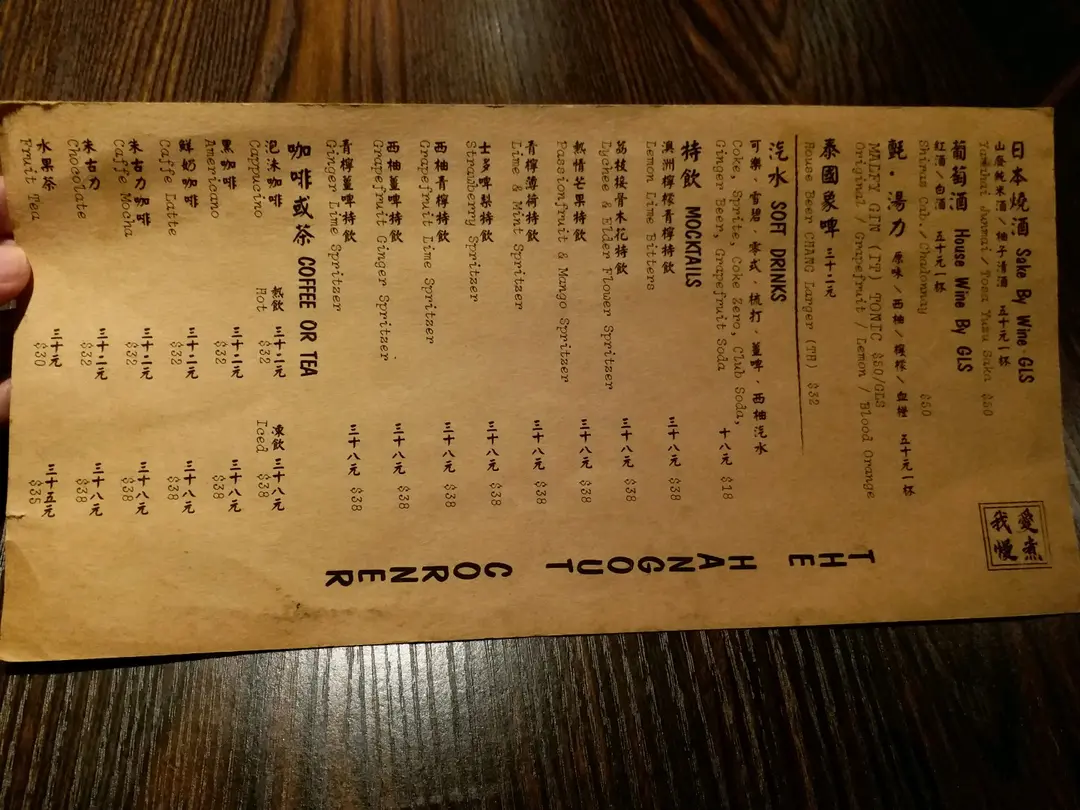 日本燒酒 Sake By Wine·GLS
山廢純米酒／柚子清酒 五十元一杯
Yamahai Junmai / Tosa Yuzu Saka $50
葡萄酒 House Wine By GLS
紅酒／白酒 五十元一杯
Shiraz Cab./Chadonnay $50
氈·湯力 原味／西柚／檸檬／血橙 五十元一杯
MALFY GIN (IT) TONIC $50/GLS
Original / Grapefruit / Lemon / Blood Orange
泰國象啤 三十二元
House Beer CHANG Larger (TH) $32
汽水 SOFT DRINKS
可樂．雪碧．零式．梳打．薑啤．西柚汽水
Coke, Sprite, Coke Zero, Club Soda,
Ginger Beer, Grapefruit Soda 十八元 $18
特飲 MOCKTAILS
澳洲檸檬青檸特飲 三十八元
Lemon Lime Bitters $38
荔枝接骨木花特飲 三十八元
Lychee & Elder Flower Spritzer $38
熱情芒果特飲 三十八元
Passionfruit & Mango Spritzer $38
青檸薄荷特飲 三十八元
Lime & Mint Spritzer $38
士多啤梨特飲 三十八元
Strawberry Spritzer $38
西柚青檸特飲 三十八元
Grapefruit Lime Spritzer $38
西柚薑啤特飲 三十八元
Grapefruit Ginger Spritzer $38
青檸薑啤特飲 三十八元
Ginger Lime Spritzer $38
咖啡或茶 COFFEE OR TEA
熱飲 凍飲
Hot Iced
泡沫咖啡 三十二元 三十八元
Cappucino $32 $38
黑咖啡 三十二元 三十八元
Americano $32 $38
鮮奶咖啡 三十二元 三十八元
Caffe Latte $32 $38
朱古力咖啡 三十二元 三十八元
Caffe Mocha $32 $38
朱古力 三十二元 三十八元
Chocolate $32 $38
水果茶 三十元 三十五元
Fruit Tea $30 $35
愛煮
我慢
THE HANGOUT CORNER